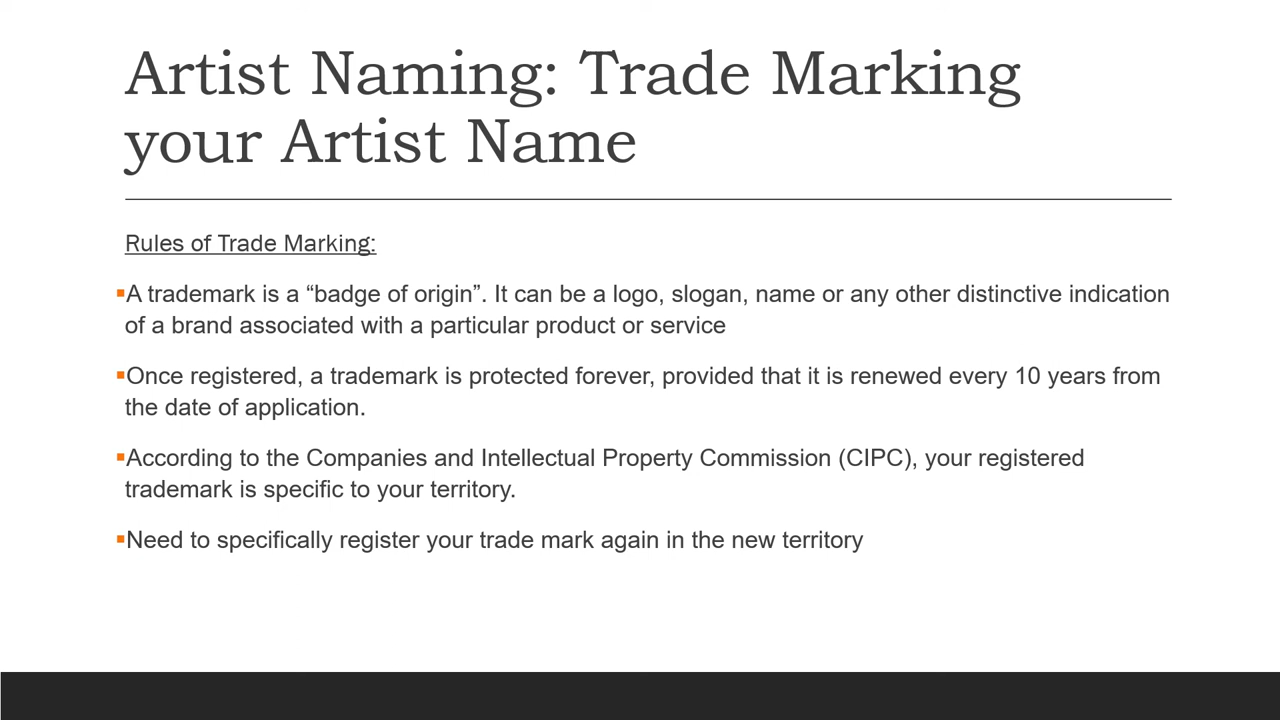 Artist Naming: Trade Marking
your Artist Name
Rules of Trade Marking:
▪A trademark is a “badge of origin”. It can be a logo, slogan, name or any other distinctive indication
of a brand associated with a particular product or service
▪Once registered, a trademark is protected forever, provided that it is renewed every 10 years from
the date of application.
▪According to the Companies and Intellectual Property Commission (CIPC), your registered
trademark is specific to your territory.
▪Need to specifically register your trade mark again in the new territory